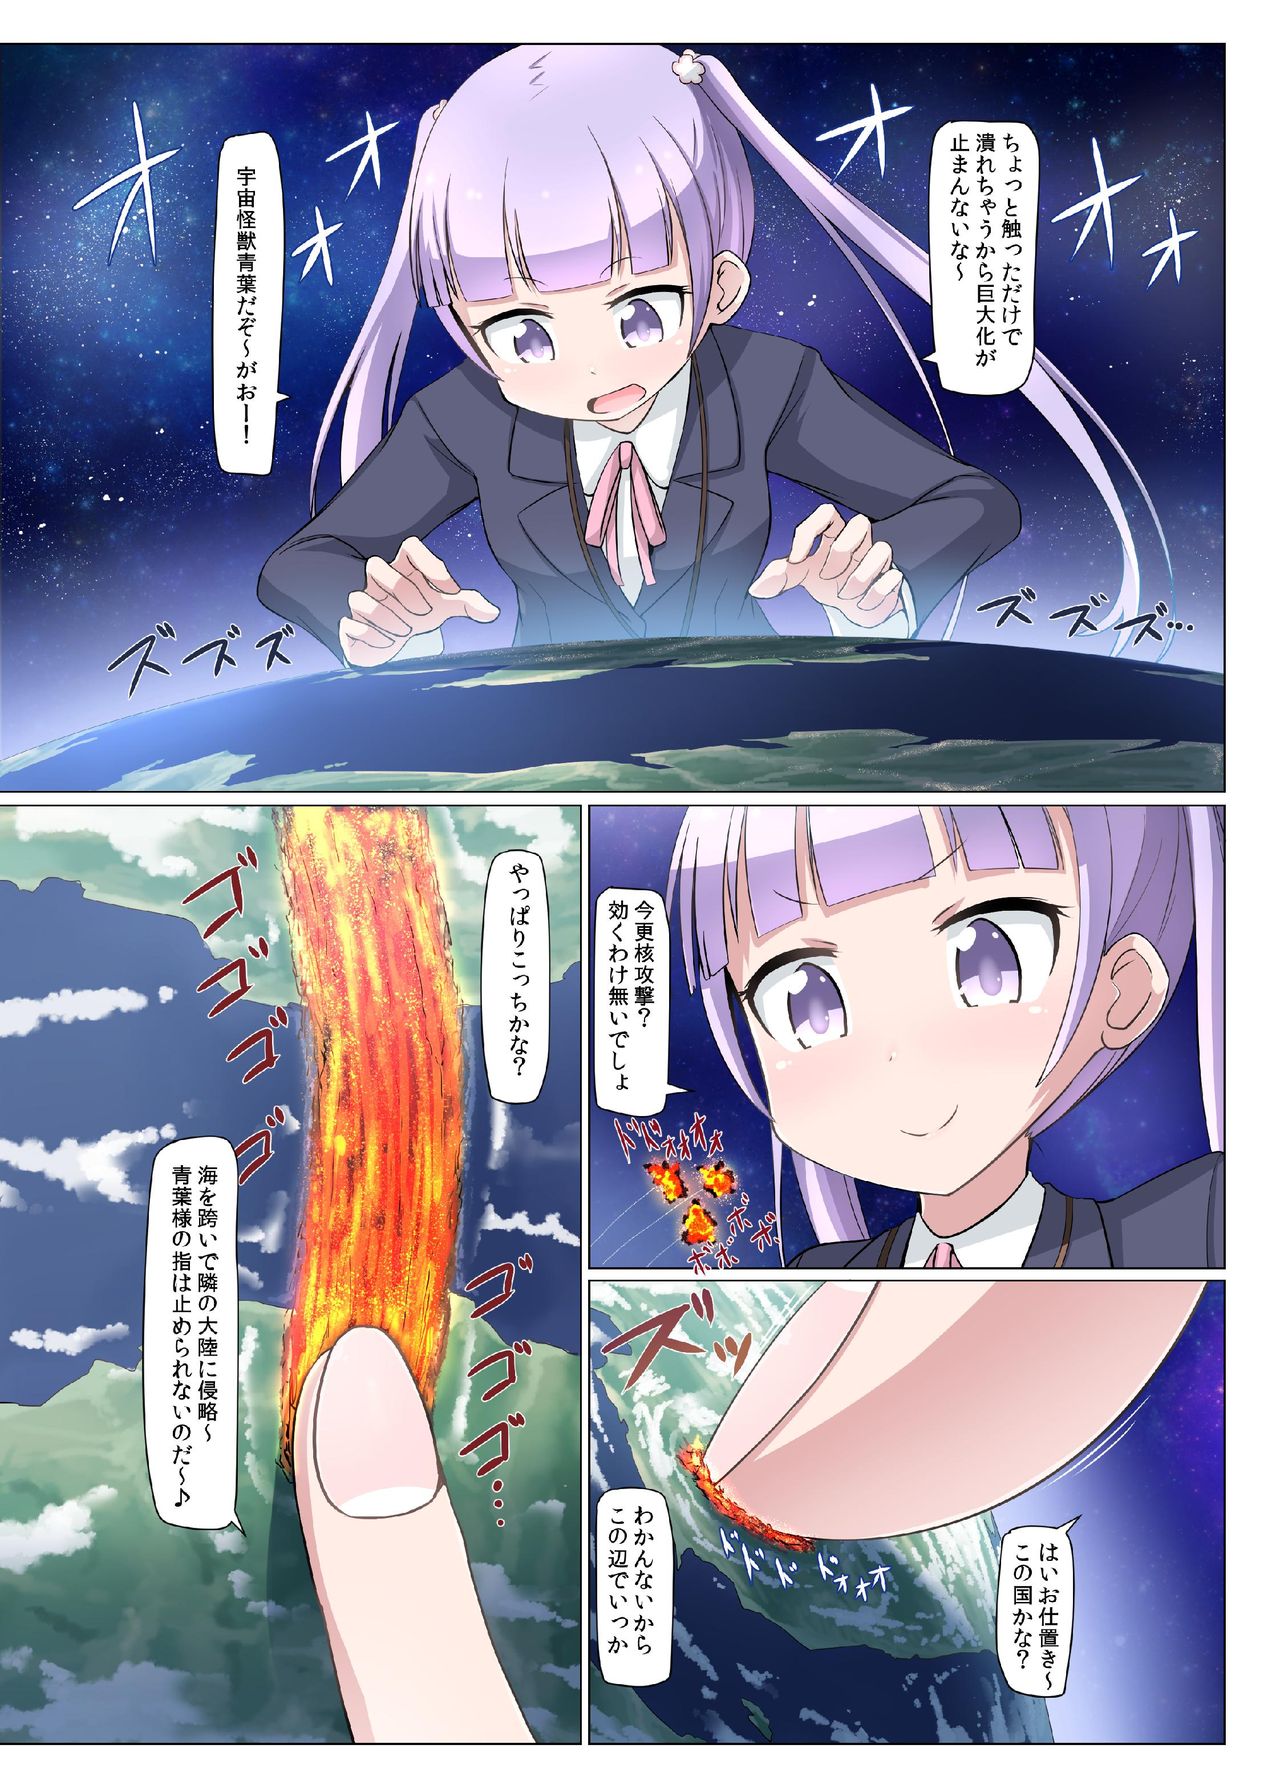 ちょっと触っただけで
潰れちゃうから巨大化が
止まんないな～
オ
オ
オ
オ
宇宙怪獣青葉だぞ～がおー！
ズズズ…
ズズズ
今更核攻撃？
効くわけ無いでしょ
ドドドォオオオ
ボボボボボ
はいお仕置き～
この国かな？
ズッ
ドドドドォォォ
わかんないから
この辺でいっか
やっぱりこっちかな？
ゴゴゴゴ
ゴゴゴ…
海を跨いで隣の大陸に侵略～
青葉様の指は止められないのだ～♪